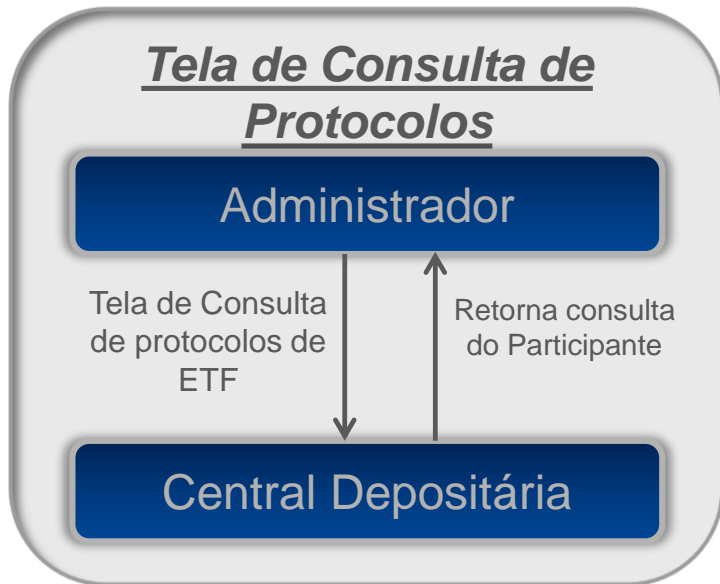 Tela de Consulta de
Protocolos
Administrador
Tela de Consulta
de protocolos de
ETF
Retorna consulta
do Participante
Central Depositária